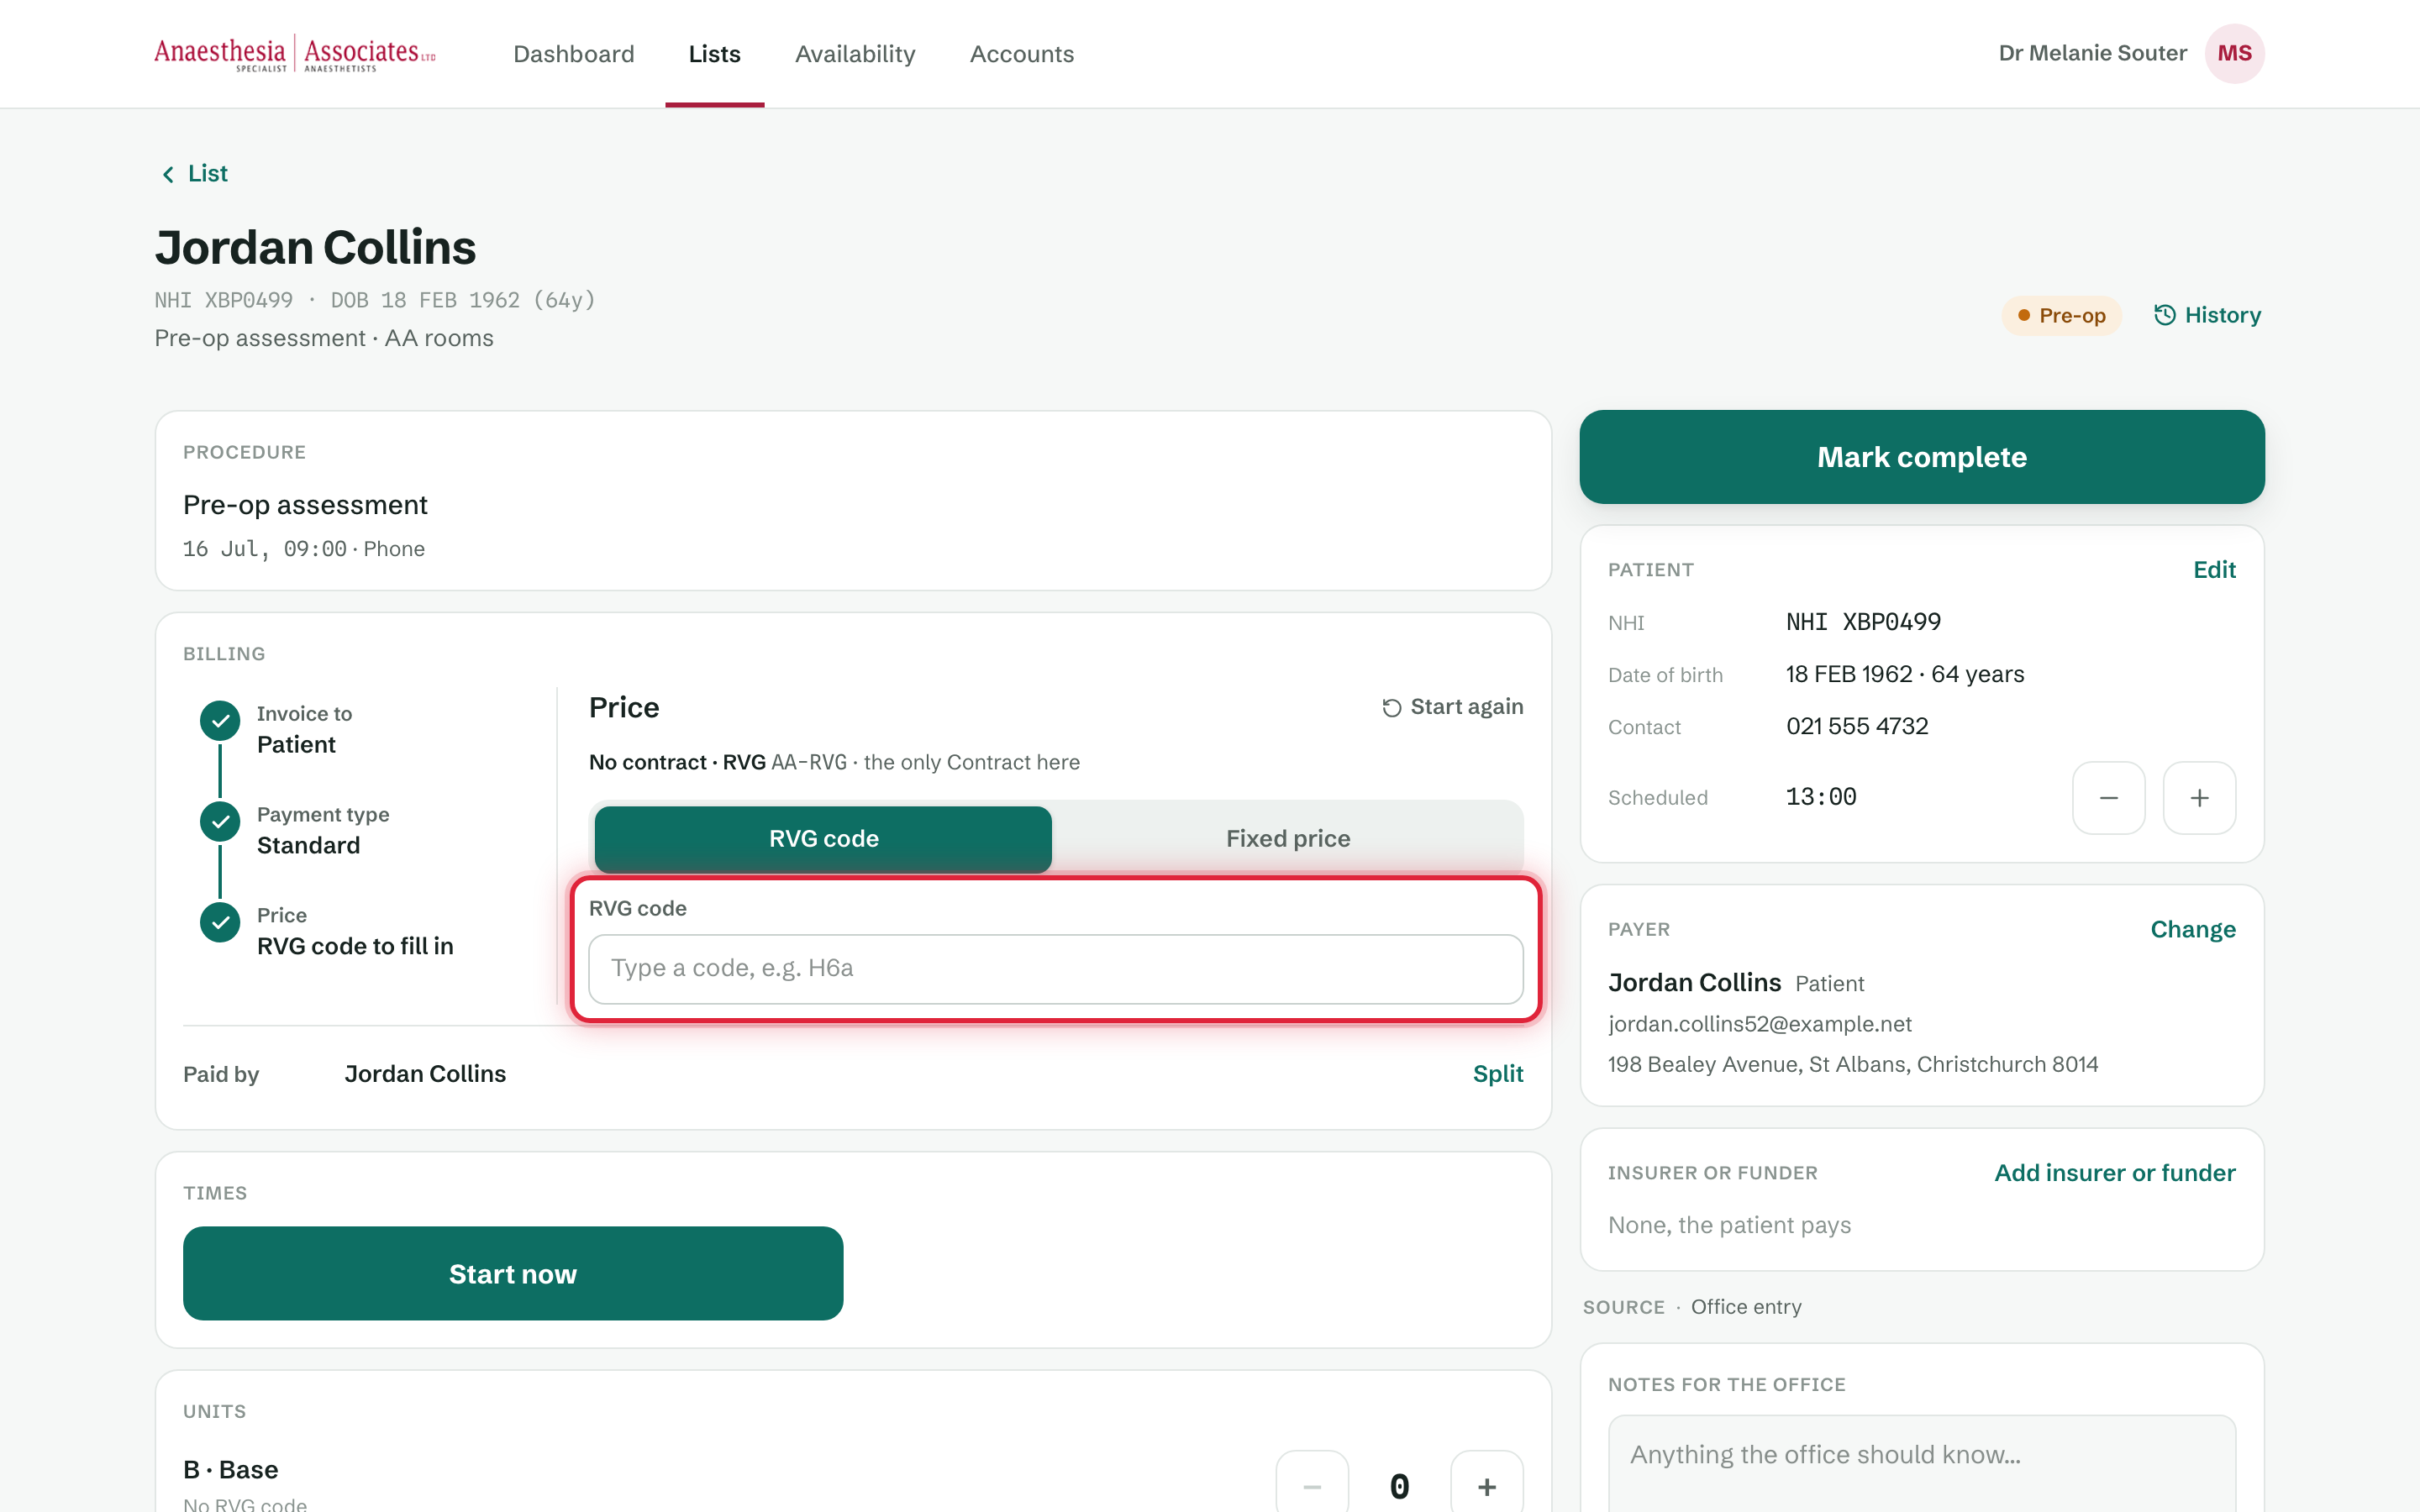 Anaesthesia Associates LTD
SPECIALIST ANAESTHETISTS
Dashboard
Lists
Availability
Accounts
Dr Melanie Souter
MS
List
Jordan Collins
NHI XBP0499 · DOB 18 FEB 1962 (64y)
Pre-op assessment · AA rooms
Pre-op
History
PROCEDURE
Pre-op assessment
16 Jul, 09:00 · Phone
BILLING
Invoice to
Patient
Payment type
Standard
Price
RVG code to fill in
Price
Start again
No contract · RVG AA-RVG · the only Contract here
RVG code
Fixed price
RVG code
Type a code, e.g. H6a
Paid by
Jordan Collins
Split
TIMES
Start now
UNITS
B · Base
No RVG code
0
Mark complete
PATIENT
Edit
NHI
NHI XBP0499
Date of birth
18 FEB 1962 · 64 years
Contact
021 555 4732
Scheduled
13:00
PAYER
Change
Jordan Collins Patient
jordan.collins52@example.net
198 Bealey Avenue, St Albans, Christchurch 8014
INSURER OR FUNDER
Add insurer or funder
None, the patient pays
SOURCE · Office entry
NOTES FOR THE OFFICE
Anything the office should know...